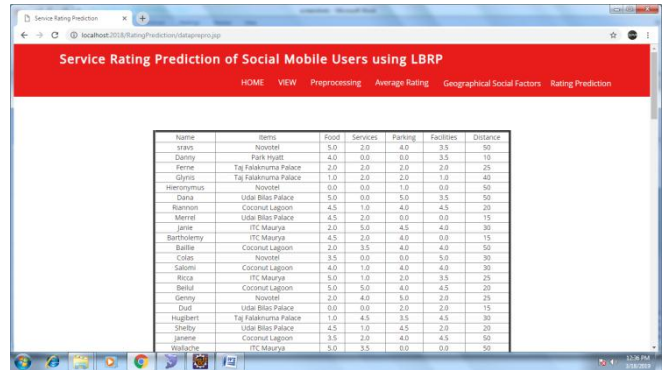 Service Rating Prediction
localhost:2018/RatingPrediction/dataprepro.jsp
Service Rating Prediction of Social Mobile Users using LBRP
HOME VIEW Preprocessing Average Rating Geographical Social Factors Rating Prediction
Name Items Food Services Parking Facilities Distance
sravs Novotel 5.0 2.0 4.0 3.5 50
Danny Park Hyatt 4.0 0.0 0.0 3.5 10
Ferne Taj Falaknuma Palace 2.0 2.0 2.0 2.0 25
Glynis Taj Falaknuma Palace 1.0 2.0 2.0 1.0 40
Hieronymus Novotel 0.0 0.0 1.0 0.0 50
Dana Udai Bilas Palace 5.0 0.0 5.0 3.5 50
Riannon Coconut Lagoon 4.5 1.0 4.0 4.5 20
Merrel Udai Bilas Palace 4.5 2.0 0.0 0.0 15
Janie ITC Maurya 2.0 5.0 4.5 4.0 30
Bartholemy ITC Maurya 4.5 2.0 4.0 0.0 15
Baillie Coconut Lagoon 2.0 3.5 4.0 4.0 50
Colas Novotel 3.5 0.0 0.0 5.0 30
Salomi Coconut Lagoon 4.0 1.0 4.0 4.0 30
Ricca ITC Maurya 5.0 1.0 2.0 3.5 25
Beilul Coconut Lagoon 5.0 5.0 4.0 4.5 20
Genny Novotel 2.0 4.0 5.0 2.0 25
Dud Udai Bilas Palace 0.0 0.0 2.0 2.0 15
Hugibert Taj Falaknuma Palace 1.0 4.5 3.5 4.5 30
Shelby Udai Bilas Palace 4.5 1.0 4.5 2.0 20
Janene Coconut Lagoon 3.5 2.0 4.0 4.5 50
Wallache ITC Maurya 5.0 3.5 0.0 0.0 50
12:36 PM
3/18/2019